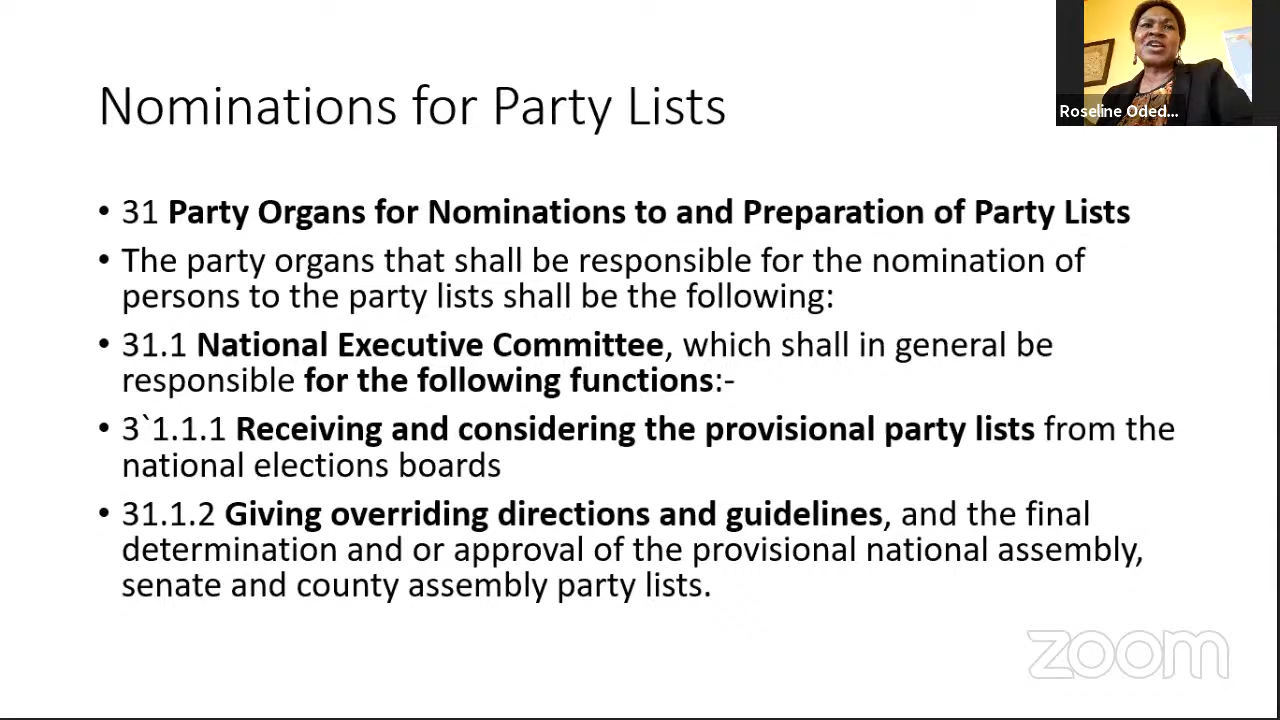 Nominations for Party Lists
Roseline Oded...
• 31 Party Organs for Nominations to and Preparation of Party Lists
• The party organs that shall be responsible for the nomination of
persons to the party lists shall be the following:
• 31.1 National Executive Committee, which shall in general be
responsible for the following functions:-
• 3`1.1.1 Receiving and considering the provisional party lists from the
national elections boards
• 31.1.2 Giving overriding directions and guidelines, and the final
determination and or approval of the provisional national assembly,
senate and county assembly party lists.
zoom